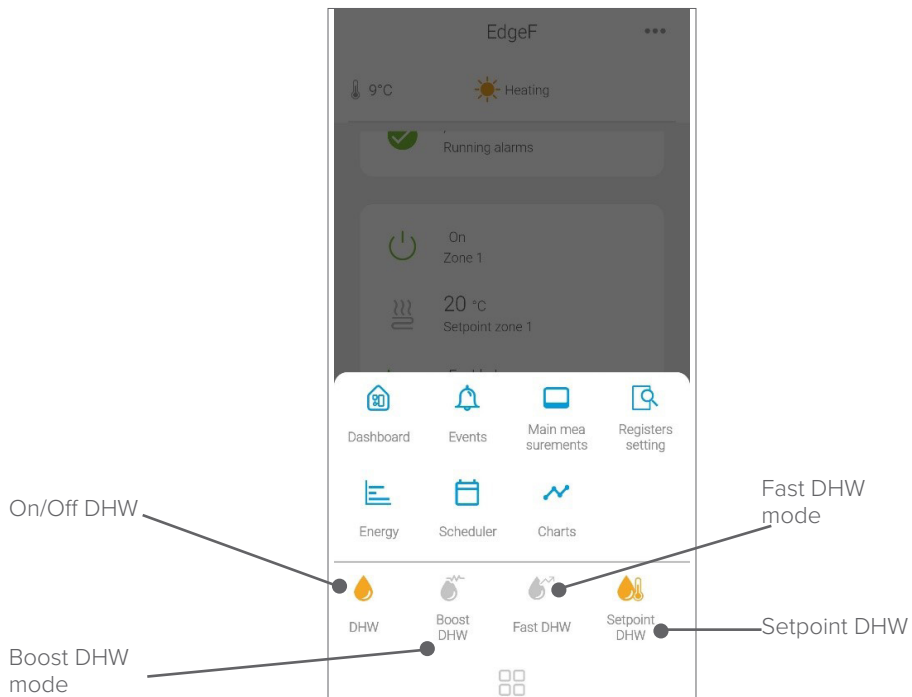 EdgeF
9°C
Heating
Running alarms
On
Zone 1
20 °C
Setpoint zone 1
Dashboard
Events
Main mea
surements
Registers
setting
Energy
Scheduler
Charts
DHW
Boost
DHW
Fast DHW
Setpoint
DHW
On/Off DHW
Boost DHW
mode
Fast DHW
mode
Setpoint DHW